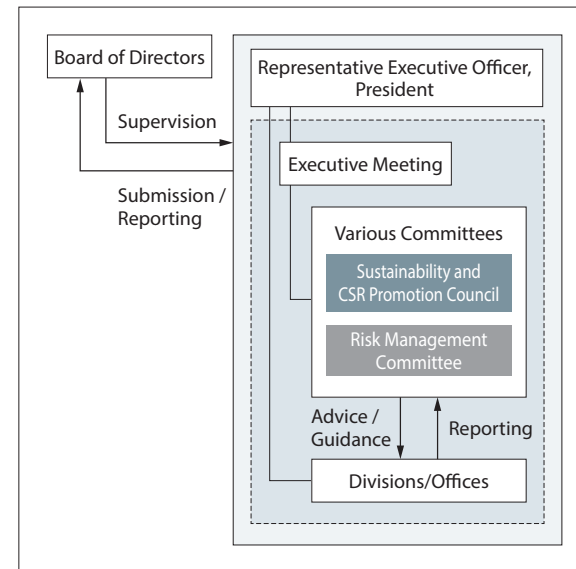 Board of Directors
Representative Executive Officer,
President
Supervision
Submission /
Reporting
Executive Meeting
Various Committees
Sustainability and
CSR Promotion Council
Risk Management
Committee
Advice /
Guidance
Reporting
Divisions/Offices